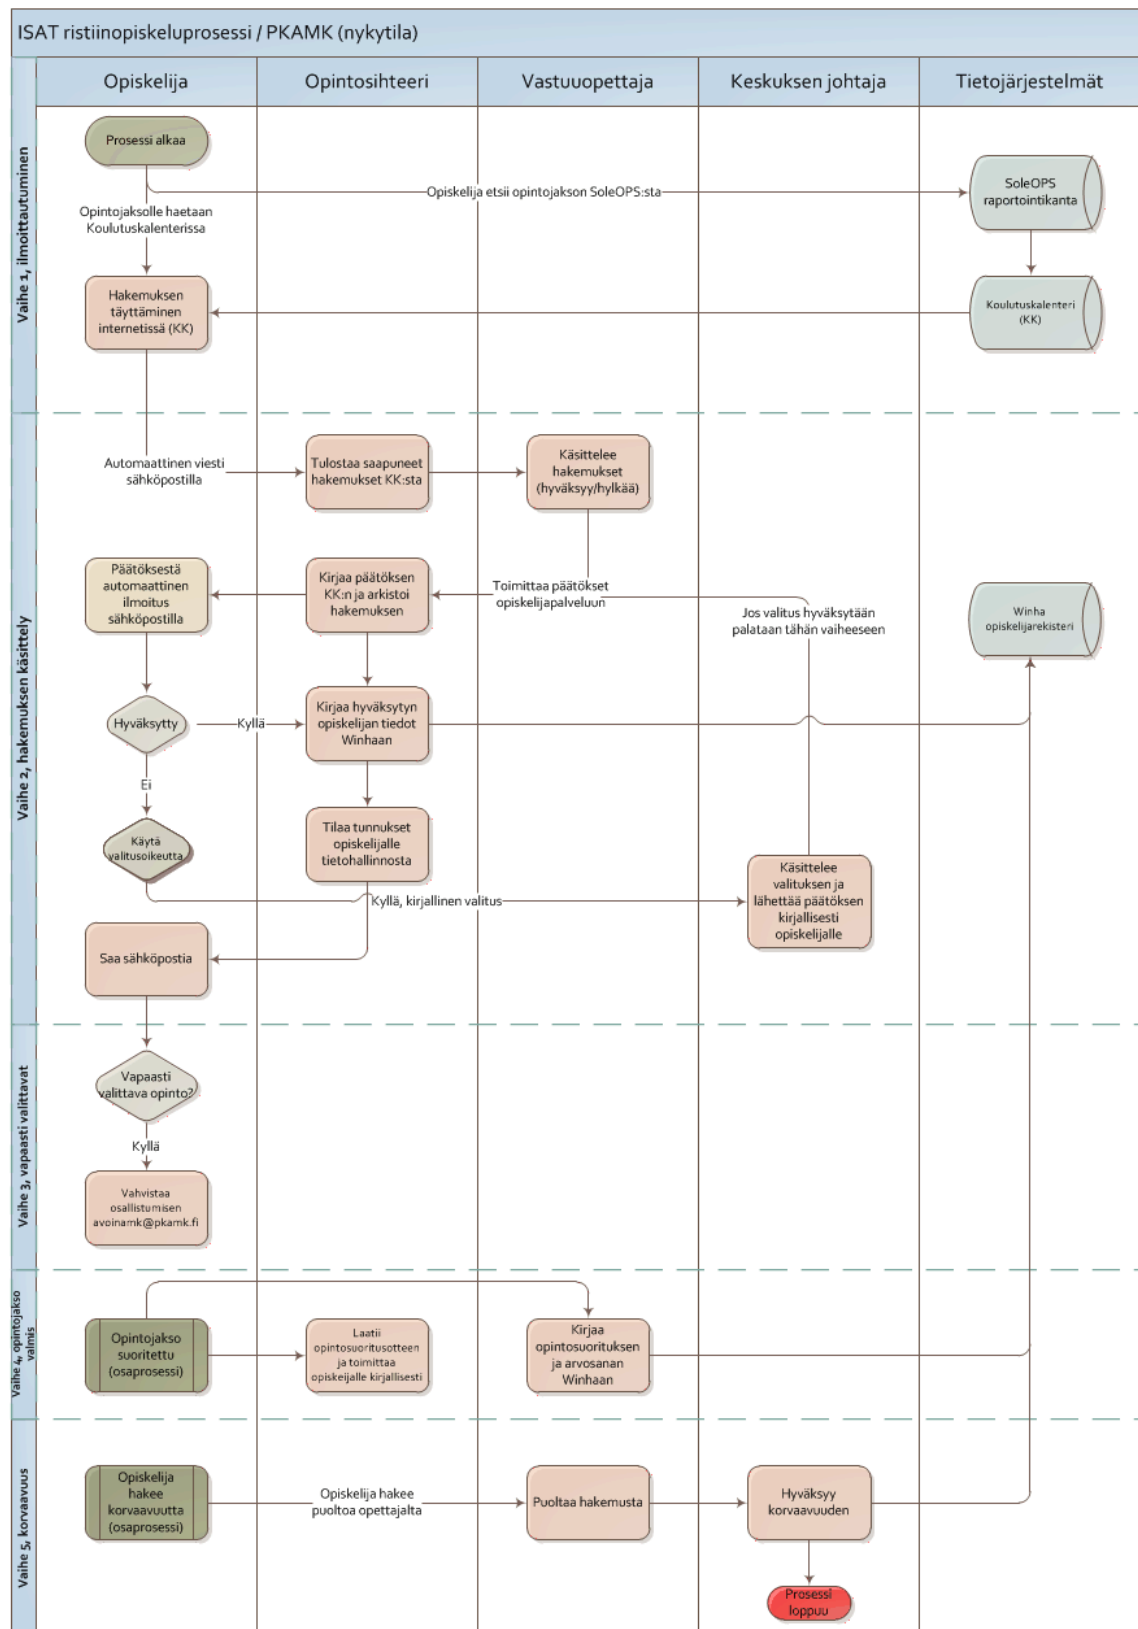 ISAT ristiinopiskeluprosessi / PKAMK (nykytila)
Opiskelija
Opintosihteeri
Vastuuopettaja
Keskuksen johtaja
Tietojärjestelmät
Vaihe 1, ilmoittautuminen
Prosessi alkaa
Opiskelija etsii opintojakson SoleOPS:sta
SoleOPS
raportointikanta
Opintojaksolle haetaan
Koulutuskalenterissa
Hakemuksen
täyttäminen
internetissä (KK)
Koulutuskalenteri
(KK)
Vaihe 2, hakemuksen käsittely
Automaattinen viesti
sähköpostilla
Tulostaa saapuneet
hakemukset KK:sta
Käsittelee
hakemukset
(hyväksyy/hylkää)
Päätöksestä
automaattinen
ilmoitus
sähköpostilla
Kirjaa päätöksen
KK:n ja arkistoi
hakemuksen
Toimittaa päätökset
opiskelijapalveluun
Jos valitus hyväksytään
palataan tähän vaiheeseen
Winha
opiskelijarekisteri
Hyväksytty
Kyllä
Kirjaa hyväksytyn
opiskelijan tiedot
Winhaan
Ei
Käytä
valitusoikeutta
Tilaa tunnukset
opiskelijalle
tietohallinnosta
Kyllä, kirjallinen valitus
Käsittelee
valituksen ja
lähettää päätöksen
kirjallisesti
opiskelijalle
Saa sähköpostia
Vaihe 3, vapaasti valittavat
Vapaasti
valittava opinto?
Kyllä
Vahvistaa
osallistumisen
avoinamk@pkamk.fi
Vaihe 4, opintojakso
valmis
Opintojakso
suoritettu
(osaprosessi)
Laatii
opintosuoritusotteen
ja toimittaa
opiskeijalle kirjallisesti
Kirjaa
opintosuorituksen
ja arvosanan
Winhaan
Vaihe 5, korvaavuus
Opiskelija
hakee
korvaavuutta
(osaprosessi)
Opiskelija hakee
puoltoa opettajalta
Puoltaa hakemusta
Hyväksyy
korvaavuuden
Prosessi
loppuu